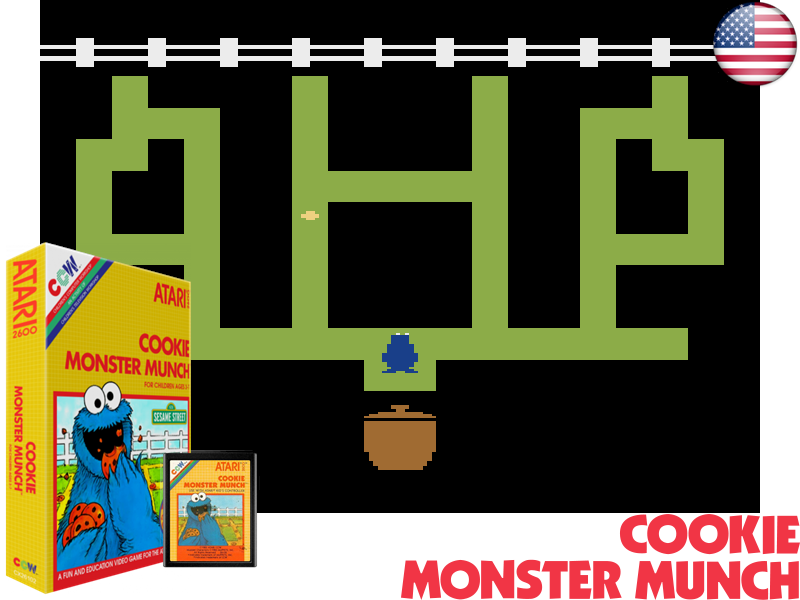 CCW
ATARI
COOKIE
MONSTER MUNCH
FOR CHILDREN AGES
SESAME STREET
A FUN AND EDUCATION VIDEO GAME FOR THE
ATARI
2600
COOKIE
MONSTER MUNCH
CCW
CCW
ATARI
COOKIE
MONSTER MUNCH
COOKIE
MONSTER MUNCH